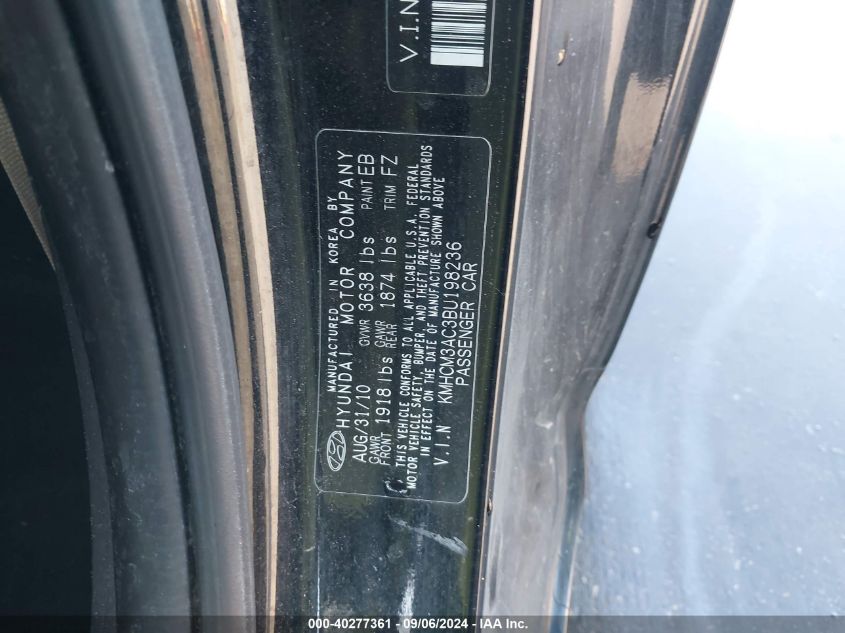 V.I.N
MANUFACTURED IN KOREA BY
HYUNDAI MOTOR COMPANY
AUG/31/10 GVWR 3638 lbs PAINT EB
GAWR FRONT 1918 lbs GAWR REAR 1874 lbs TRIM FZ
THIS VEHICLE CONFORMS TO ALL APPLICABLE U.S.A. FEDERAL
MOTOR VEHICLE SAFETY, BUMPER, AND THEFT PREVENTION STANDARDS
IN EFFECT ON THE DATE OF MANUFACTURE SHOWN ABOVE
V.I.N KMHCM3AC3BU198236
PASSENGER CAR
000-40277361 - 09/06/2024 - IAA Inc.